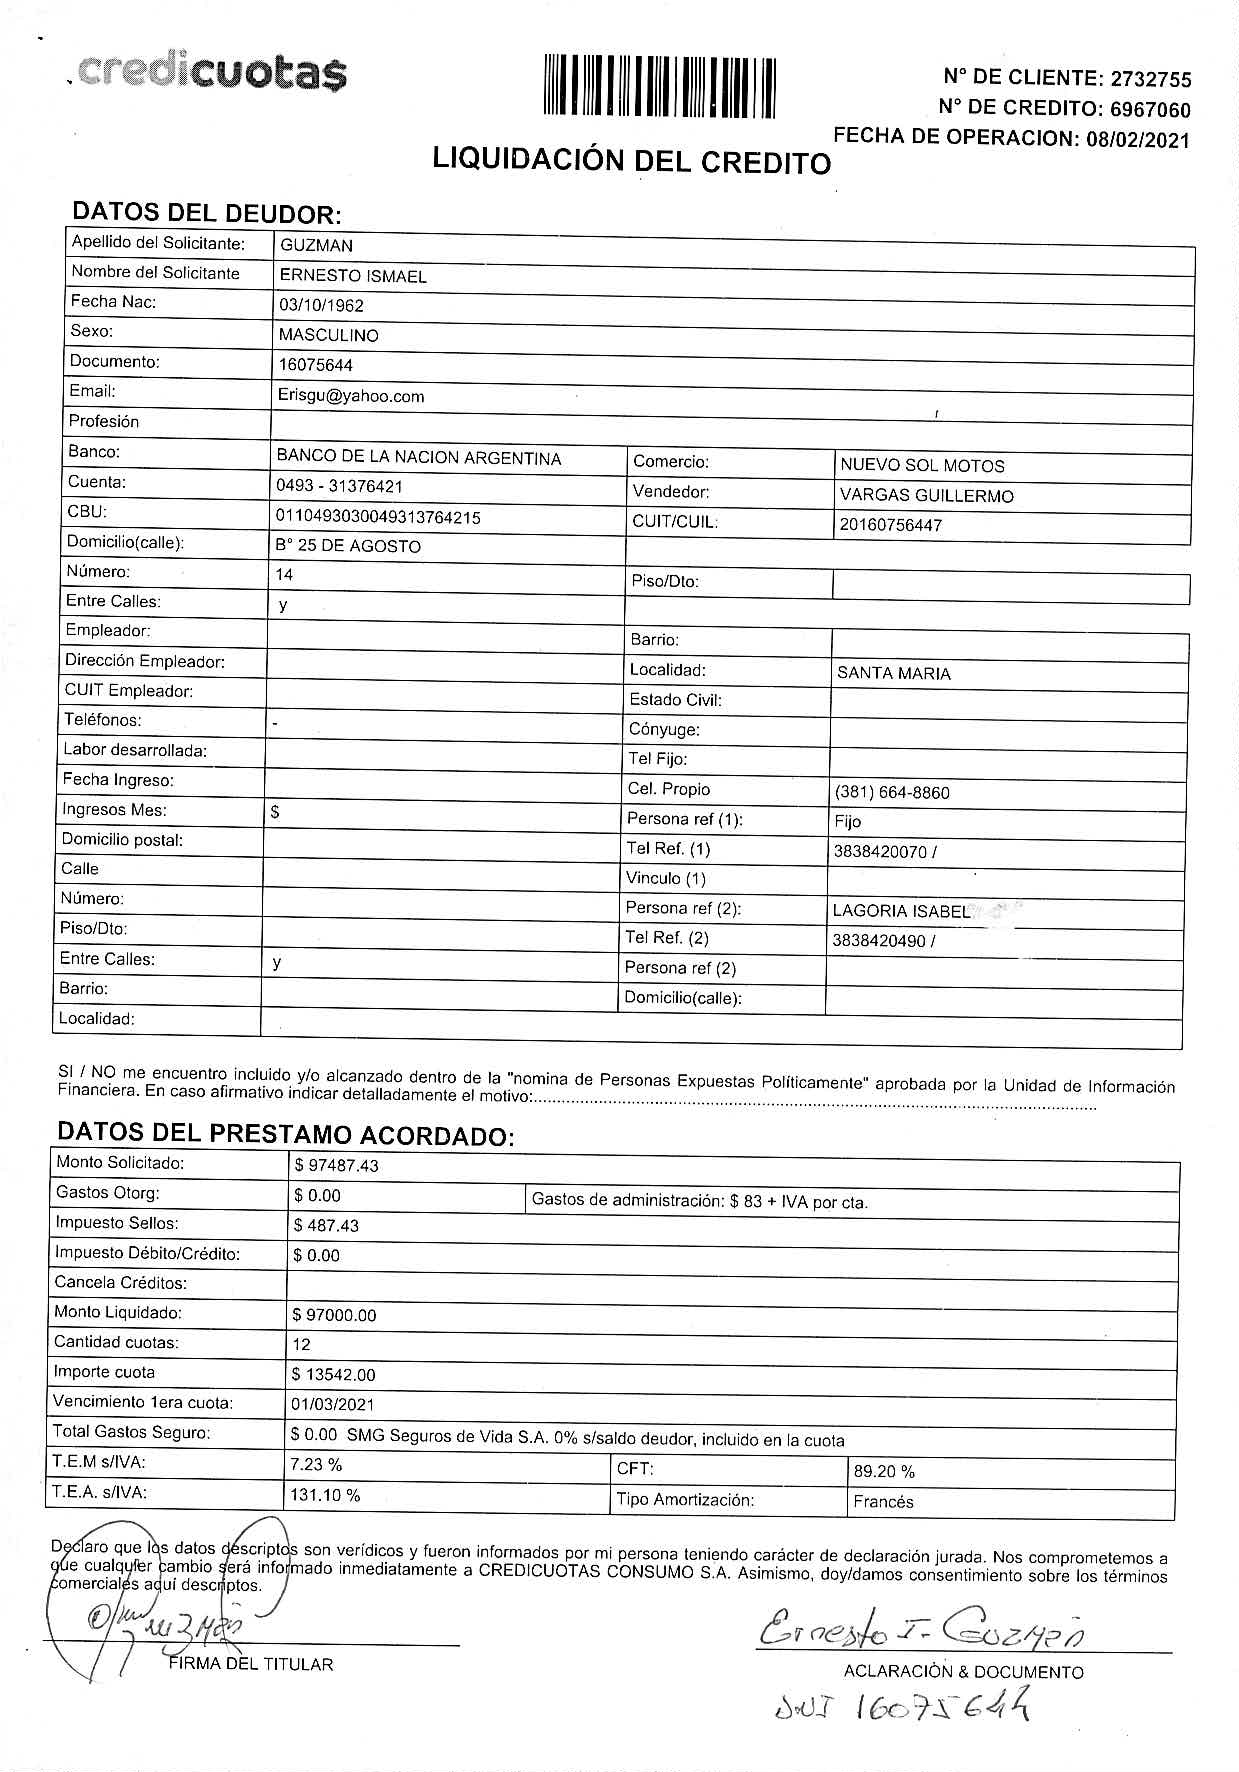 credicuotas
N° DE CLIENTE: 2732755
N° DE CREDITO: 6967060
FECHA DE OPERACION: 08/02/2021
LIQUIDACIÓN DEL CREDITO
DATOS DEL DEUDOR:
Apellido del Solicitante: GUZMAN
Nombre del Solicitante ERNESTO ISMAEL
Fecha Nac: 03/10/1962
Sexo: MASCULINO
Documento: 16075644
Email: Erisgu@yahoo.com
Profesión
Banco: BANCO DE LA NACION ARGENTINA Comercio: NUEVO SOL MOTOS
Cuenta: 0493 - 31376421 Vendedor: VARGAS GUILLERMO
CBU: 0110493030049313764215 CUIT/CUIL: 20160756447
Domicilio(calle): B° 25 DE AGOSTO
Número: 14 Piso/Dto:
Entre Calles: y
Empleador: Barrio:
Dirección Empleador: Localidad: SANTA MARIA
CUIT Empleador: Estado Civil:
Teléfonos: - Cónyuge:
Labor desarrollada: Tel Fijo:
Fecha Ingreso: Cel. Propio (381) 664-8860
Ingresos Mes: $ Persona ref (1): Fijo
Domicilio postal: Tel Ref. (1) 3838420070 /
Calle Vinculo (1)
Número: Persona ref (2): LAGORIA ISABEL
Piso/Dto: Tel Ref. (2) 3838420490 /
Entre Calles: y Persona ref (2)
Barrio: Domicilio(calle):
Localidad:
SI / NO me encuentro incluido y/o alcanzado dentro de la "nomina de Personas Expuestas Políticamente" aprobada por la Unidad de Información
Financiera. En caso afirmativo indicar detalladamente el motivo:..........
DATOS DEL PRESTAMO ACORDADO:
Monto Solicitado: $ 97487.43
Gastos Otorg: $ 0.00 Gastos de administración: $ 83 + IVA por cta.
Impuesto Sellos: $ 487.43
Impuesto Débito/Crédito: $ 0.00
Cancela Créditos:
Monto Liquidado: $ 97000.00
Cantidad cuotas: 12
Importe cuota $ 13542.00
Vencimiento 1era cuota: 01/03/2021
Total Gastos Seguro: $ 0.00 SMG Seguros de Vida S.A. 0% s/saldo deudor, incluido en la cuota
T.E.M s/IVA: 7.23 % CFT: 89.20 %
T.E.A. s/IVA: 131.10 % Tipo Amortización: Francés
Declaro que los datos descriptos son verídicos y fueron informados por mi persona teniendo carácter de declaración jurada. Nos comprometemos a
que cualquier cambio será informado inmediatamente a CREDICUOTAS CONSUMO S.A. Asimismo, doy/damos consentimiento sobre los términos
comerciales aquí descriptos.
Ernesto I. Guzmán
FIRMA DEL TITULAR
ACLARACIÓN & DOCUMENTO
DNI 16075644